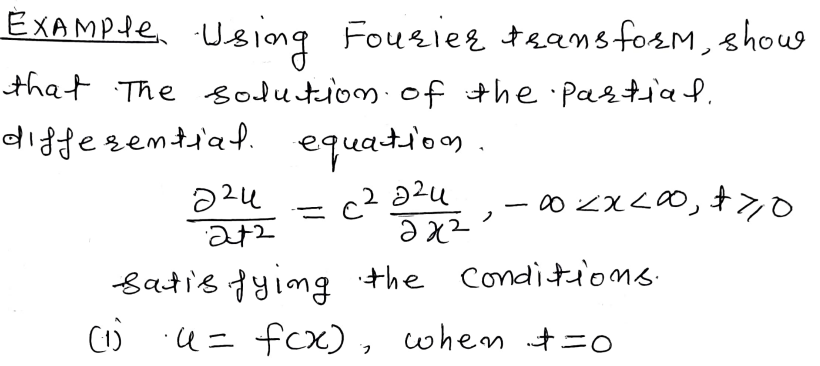 EXAMPLE. Using Fourier transform, show
that The solution of the Partial.
differential equation.
∂²u/∂t² = c² ∂²u/∂x², -∞ <x<∞, t≥0
satisfying the conditions.
(i) u = f(x), when t=0